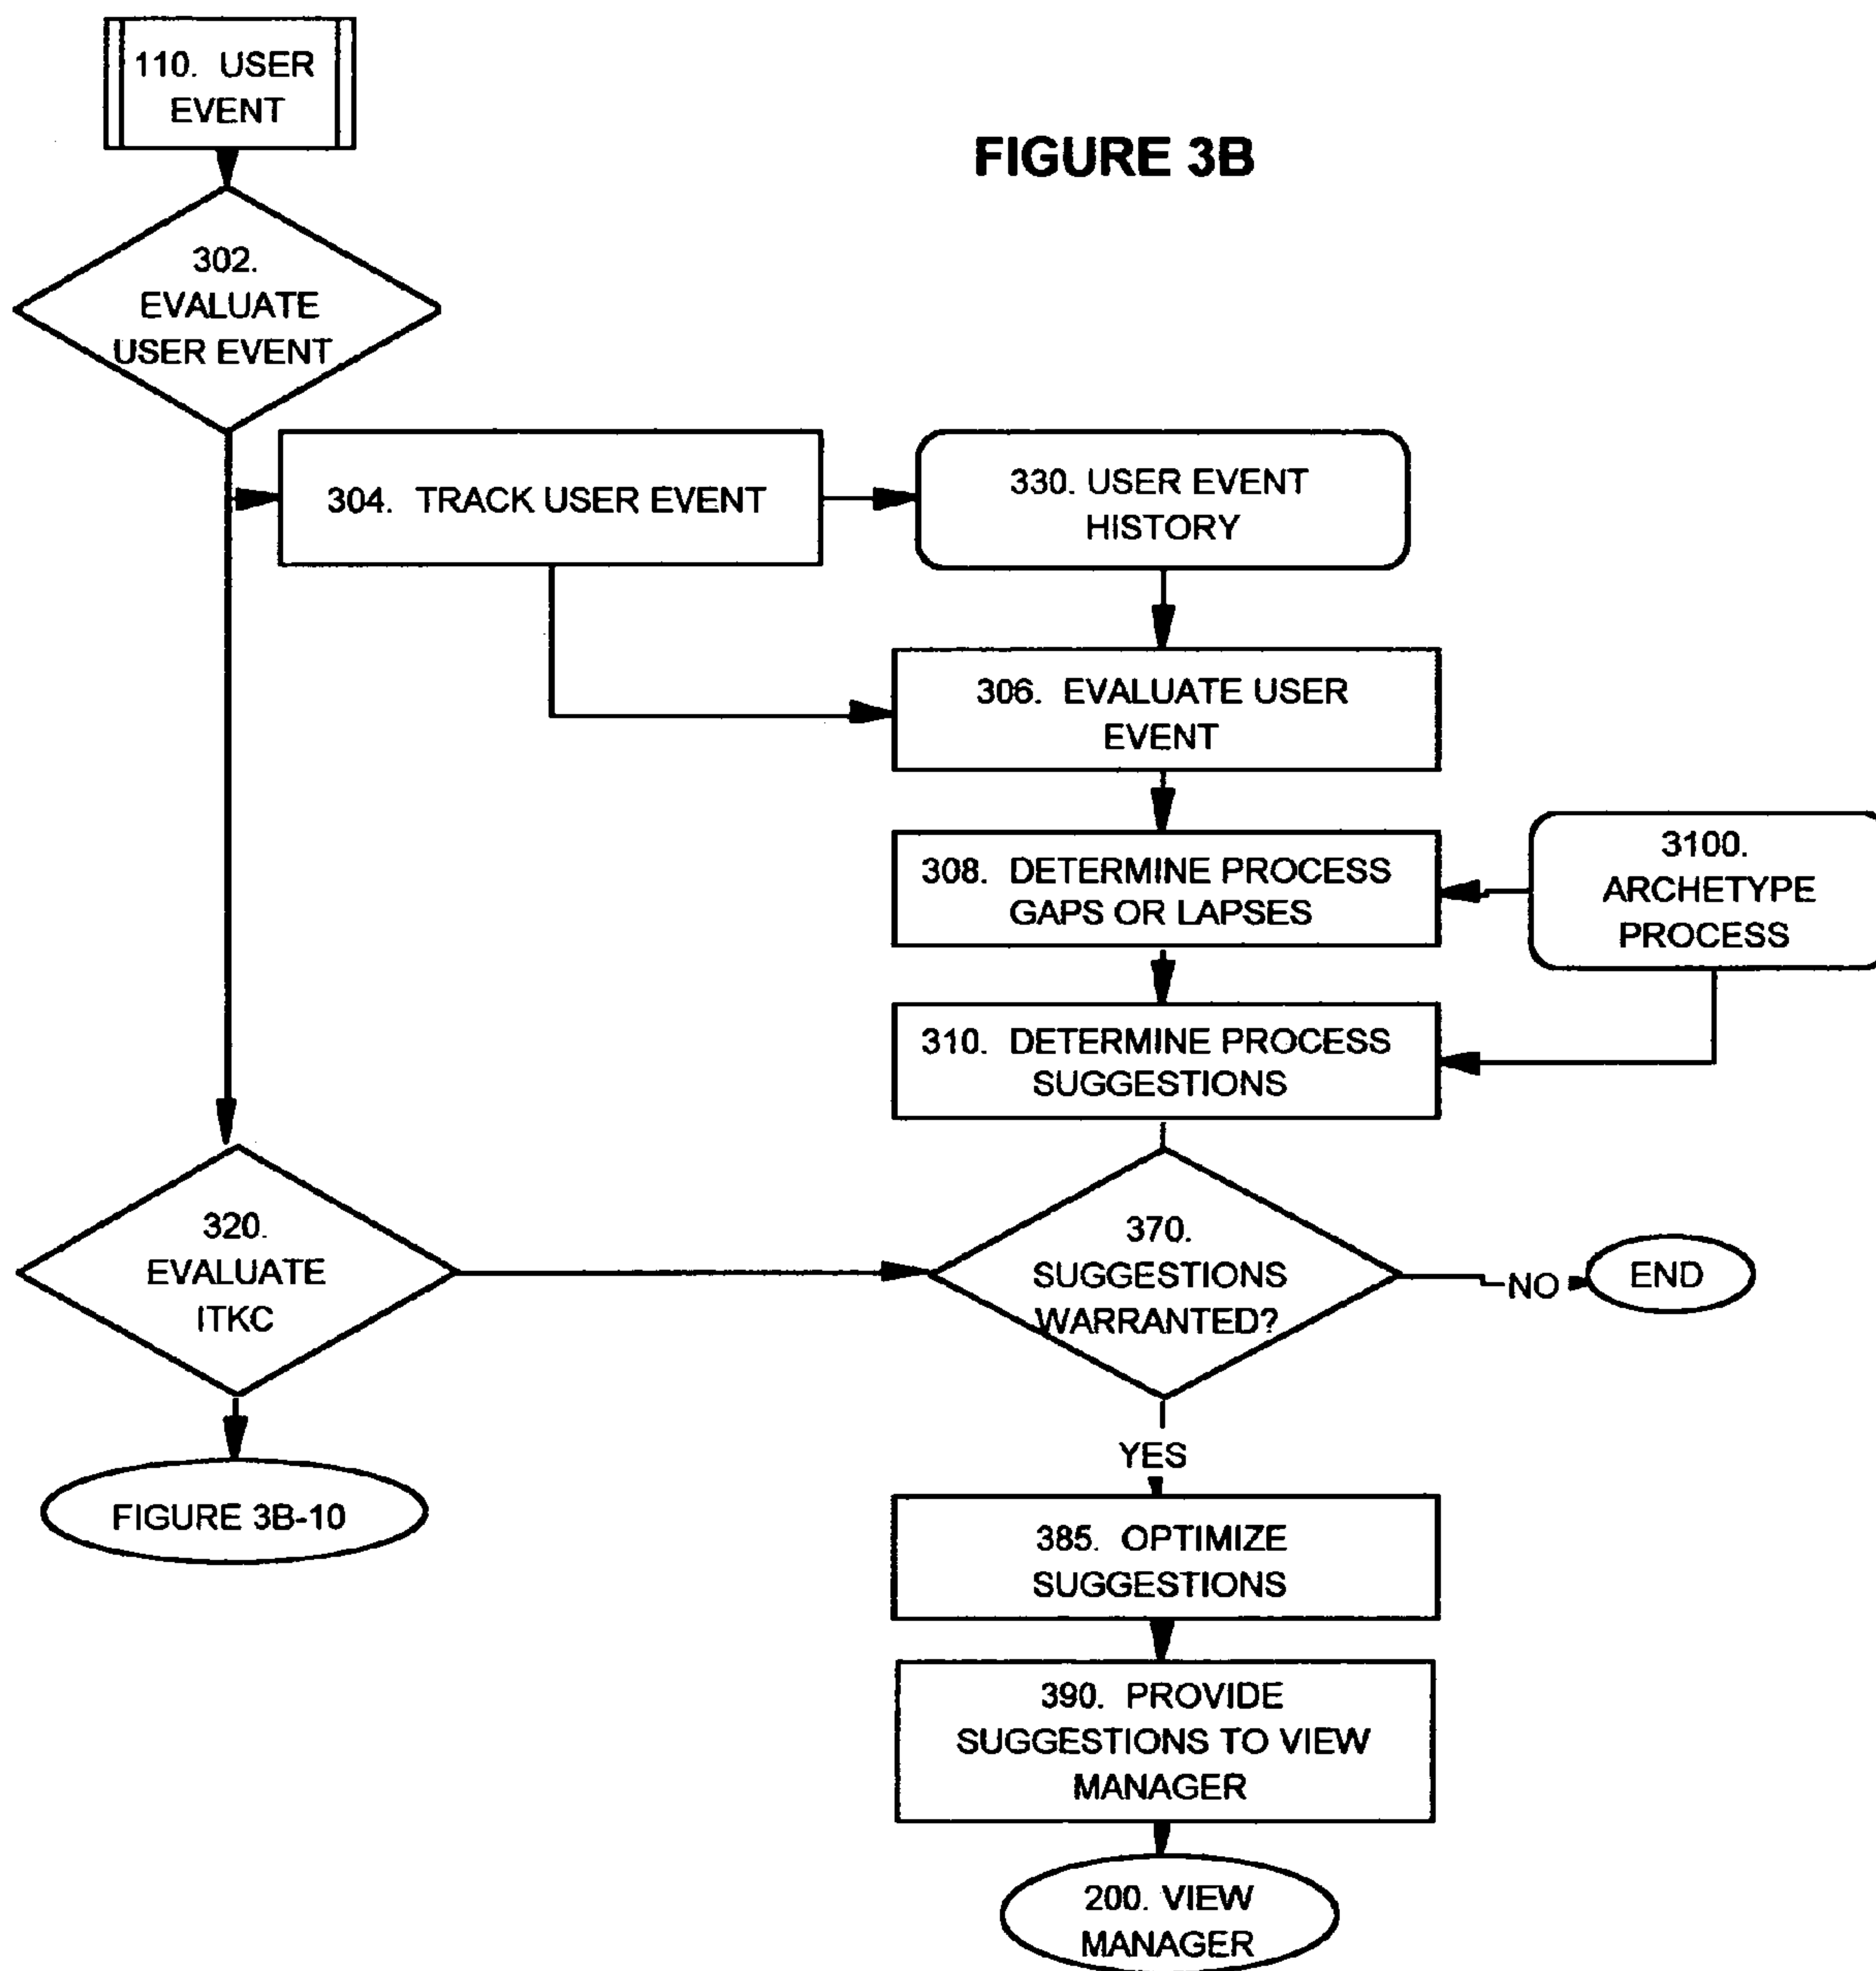 110. USER
EVENT
FIGURE 3B
302.
EVALUATE
USER EVENT
304. TRACK USER EVENT
330. USER EVENT
HISTORY
306. EVALUATE USER
EVENT
308. DETERMINE PROCESS
GAPS OR LAPSES
3100.
ARCHETYPE
PROCESS
310. DETERMINE PROCESS
SUGGESTIONS
320.
EVALUATE
ITKC
370.
SUGGESTIONS
WARRANTED?
NO
END
YES
FIGURE 3B-10
385. OPTIMIZE
SUGGESTIONS
390. PROVIDE
SUGGESTIONS TO VIEW
MANAGER
200. VIEW
MANAGER